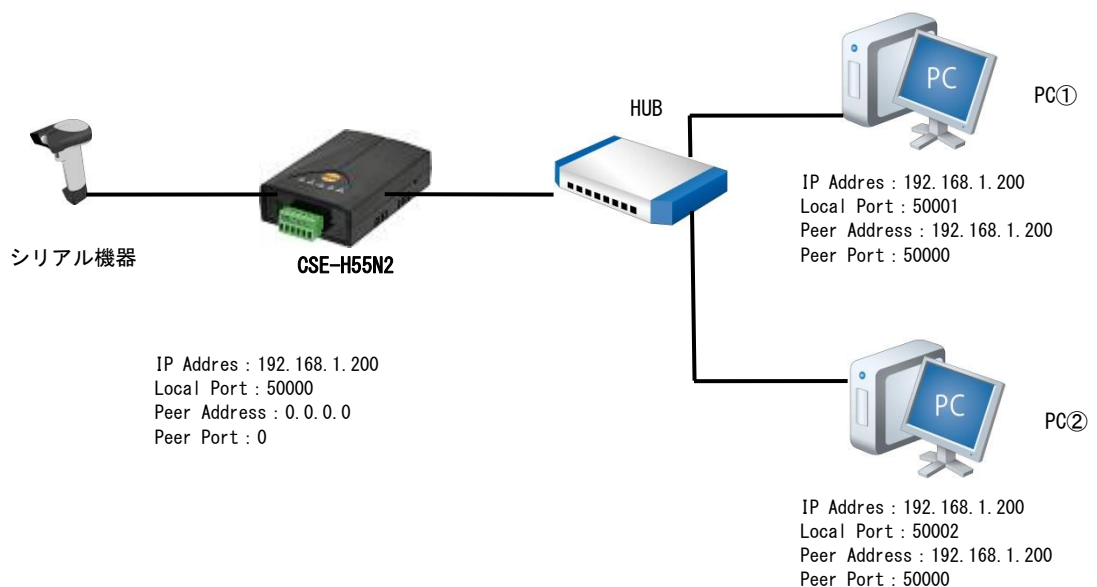 PC
PC①
HUB
IP Addres：192.168.1.200
Local Port：50001
Peer Address：192.168.1.200
Peer Port：50000
シリアル機器
CSE-H55N2
IP Addres：192.168.1.200
Local Port：50000
Peer Address：0.0.0.0
Peer Port：0
PC
PC②
IP Addres：192.168.1.200
Local Port：50002
Peer Address：192.168.1.200
Peer Port：50000